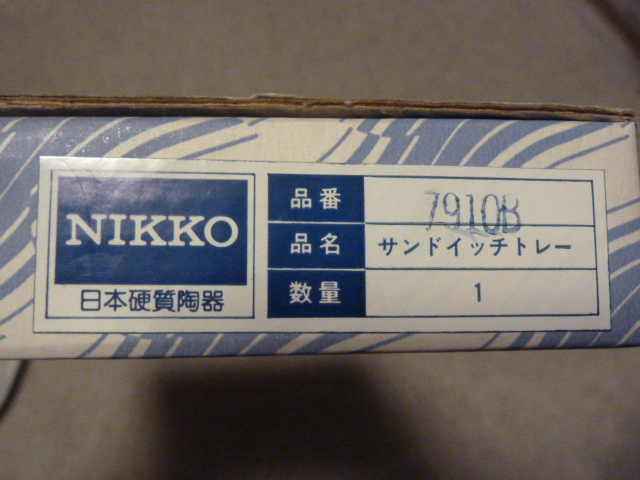 NIKKO
日本硬質陶器
品番 7910B
品名 サンドイッチトレー
数量 1